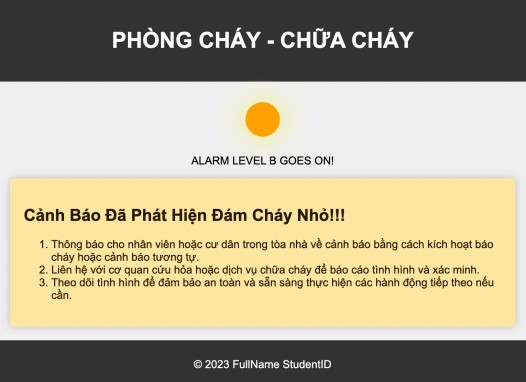 PHÒNG CHÁY - CHỮA CHÁY
ALARM LEVEL B GOES ON!
Cảnh Báo Đã Phát Hiện Đám Cháy Nhỏ!!!
1. Thông báo cho nhân viên hoặc cư dân trong tòa nhà về cảnh báo bằng cách kích hoạt báo
cháy hoặc cảnh báo tương tự.
2. Liên hệ với cơ quan cứu hỏa hoặc dịch vụ chữa cháy để báo cáo tình hình và xác minh.
3. Theo dõi tình hình để đảm bảo an toàn và sẵn sàng thực hiện các hành động tiếp theo nếu
cần.
© 2023 FullName StudentID